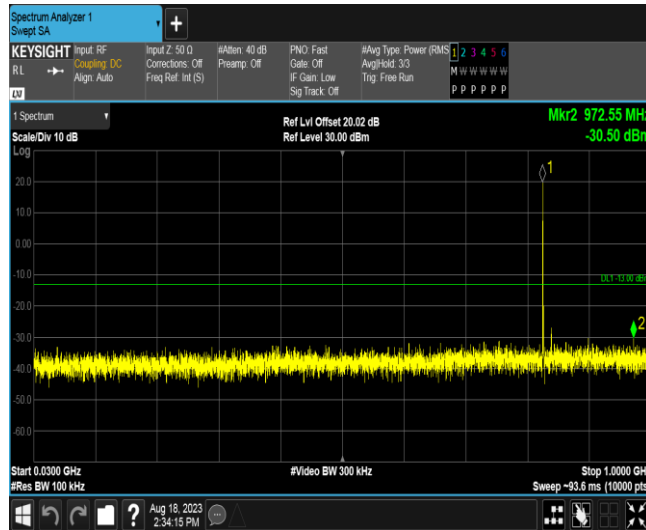 Spectrum Analyzer 1
Swept SA
+
KEYSIGHT Input: RF Input Z: 50 Ω #Atten: 40 dB PNO: Fast #Avg Type: Power (RMS 1 2 3 4 5 6
RL Coupling: DC Corrections: Off Preamp: Off Gate: Off Avg|Hold: 3/3 M W W W W W
Align: Auto Freq Ref: Int (S) IF Gain: Low Trig: Free Run
LXI Sig Track: Off P P P P P P
1 Spectrum Ref Lvl Offset 20.02 dB Mkr2 972.55 MHz
Scale/Div 10 dB Ref Level 30.00 dBm -30.50 dBm
Log
1
20.0
10.0
0.00
-10.0
DL1 -13.00 dBm
-20.0
2
-30.0
-40.0
-50.0
-60.0
Start 0.0300 GHz #Video BW 300 kHz Stop 1.0000 GH
#Res BW 100 kHz Sweep ~93.6 ms (10000 pts
? Aug 18, 2023
2:34:15 PM